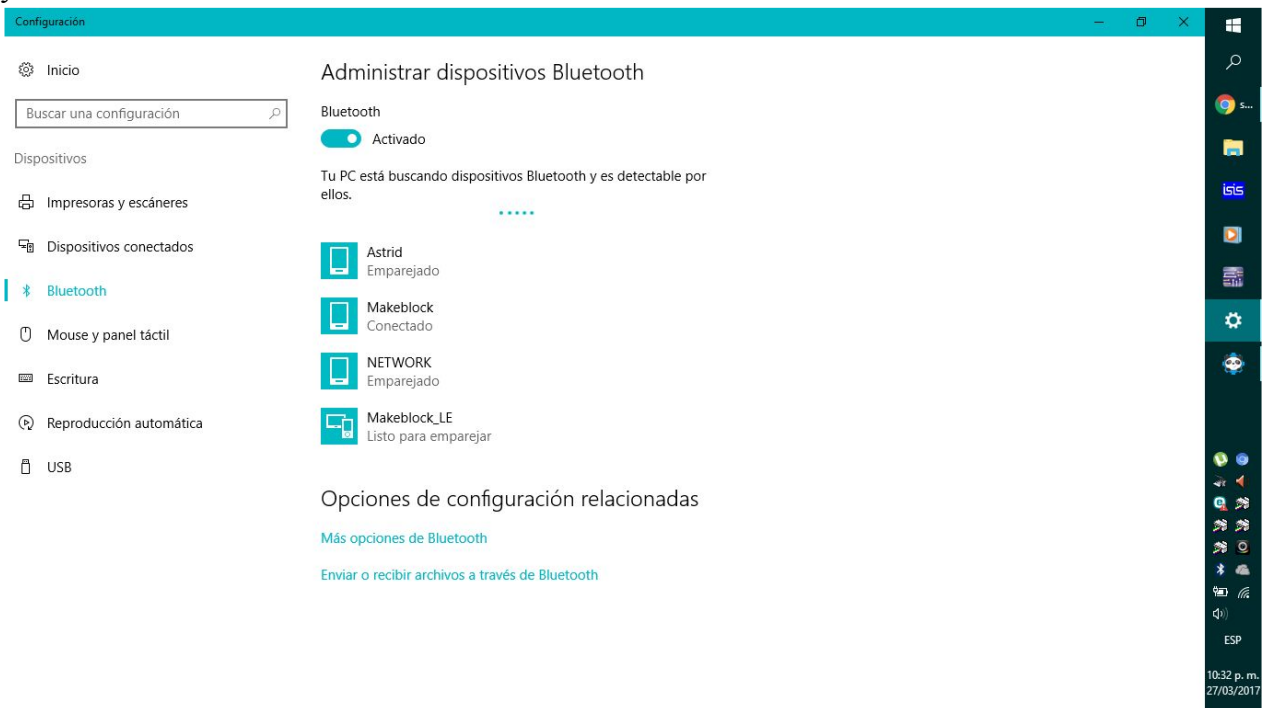 Configuración
Inicio
Buscar una configuración
Dispositivos
Impresoras y escáneres
Dispositivos conectados
Bluetooth
Mouse y panel táctil
Escritura
Reproducción automática
USB
Administrar dispositivos Bluetooth
Bluetooth
Activado
Tu PC está buscando dispositivos Bluetooth y es detectable por
ellos.
Astrid
Emparejado
Makeblock
Conectado
NETWORK
Emparejado
Makeblock_LE
Listo para emparejar
Opciones de configuración relacionadas
Más opciones de Bluetooth
Enviar o recibir archivos a través de Bluetooth
s...
isis
ESP
10:32 p. m.
27/03/2017